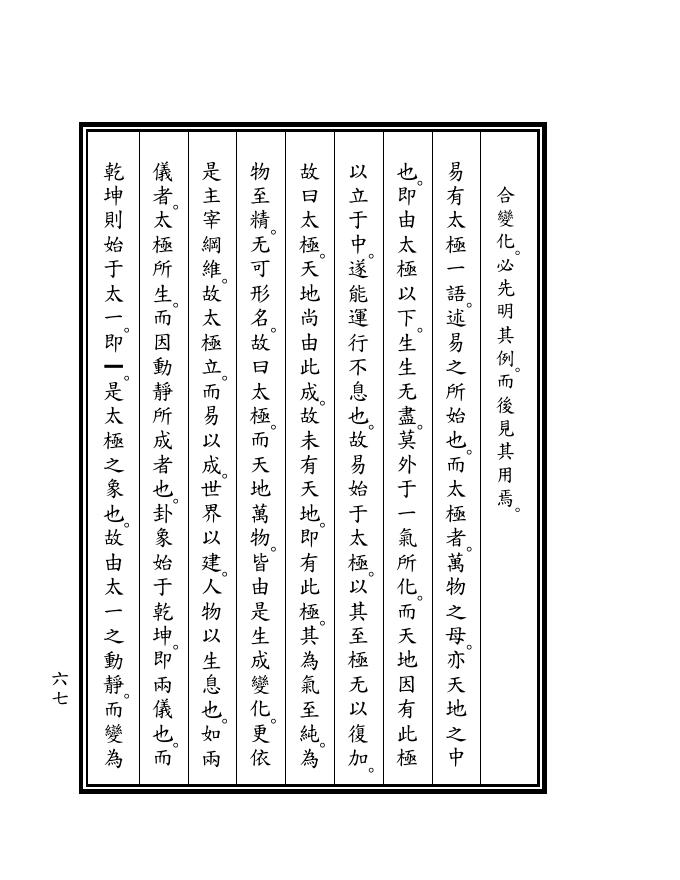 合變化。必先明其例。而後見其用焉。
易有太極一語。述易之所始也。而太極者。萬物之母。亦天地之中
也。即由太極以下。生生无盡。莫外于一氣所化。而天地因有此極
以立于中。遂能運行不息也。故易始于太極。以其至極无以復加。
故曰太極。天地尚由此成。故未有天地。即有此極。其為氣至純。為
物至精。无可形名。故曰太極。而天地萬物。皆由是生成變化。更依
是主宰綱維。故太極立。而易以成。世界以建。人物以生息也。如兩
儀者。太極所生。而因動靜所成者也。卦象始于乾坤。即兩儀也。而
乾坤則始于太一。即━。是太極之象也。故由太一之動靜。而變為
六七